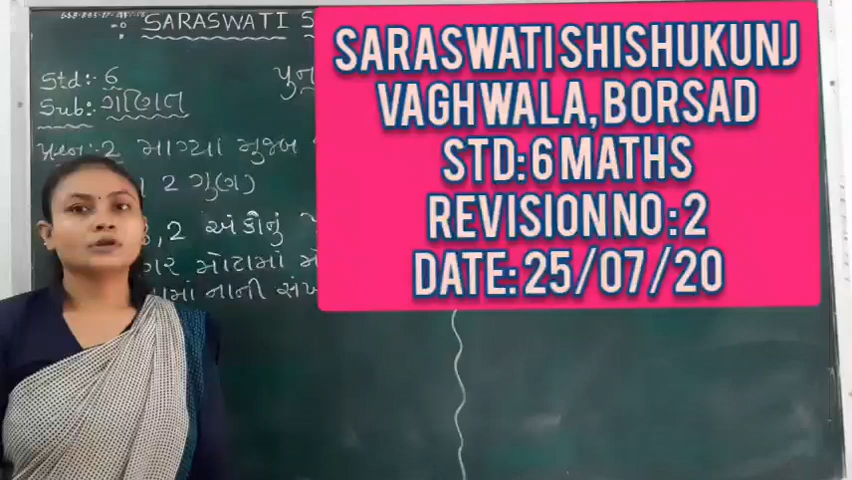 SARASWATI S
SARASWATI SHISHUKUNJ
VAGHWALA, BORSAD
STD: 6 MATHS
REVISION NO : 2
DATE: 25/07/20
Std:- 6
Sub:- ગણિત
પ્રશ્ન:-2 માગ્યા મુજબ
2 ગુણ)
,2 અંકોનું
મોટામાં
નાની